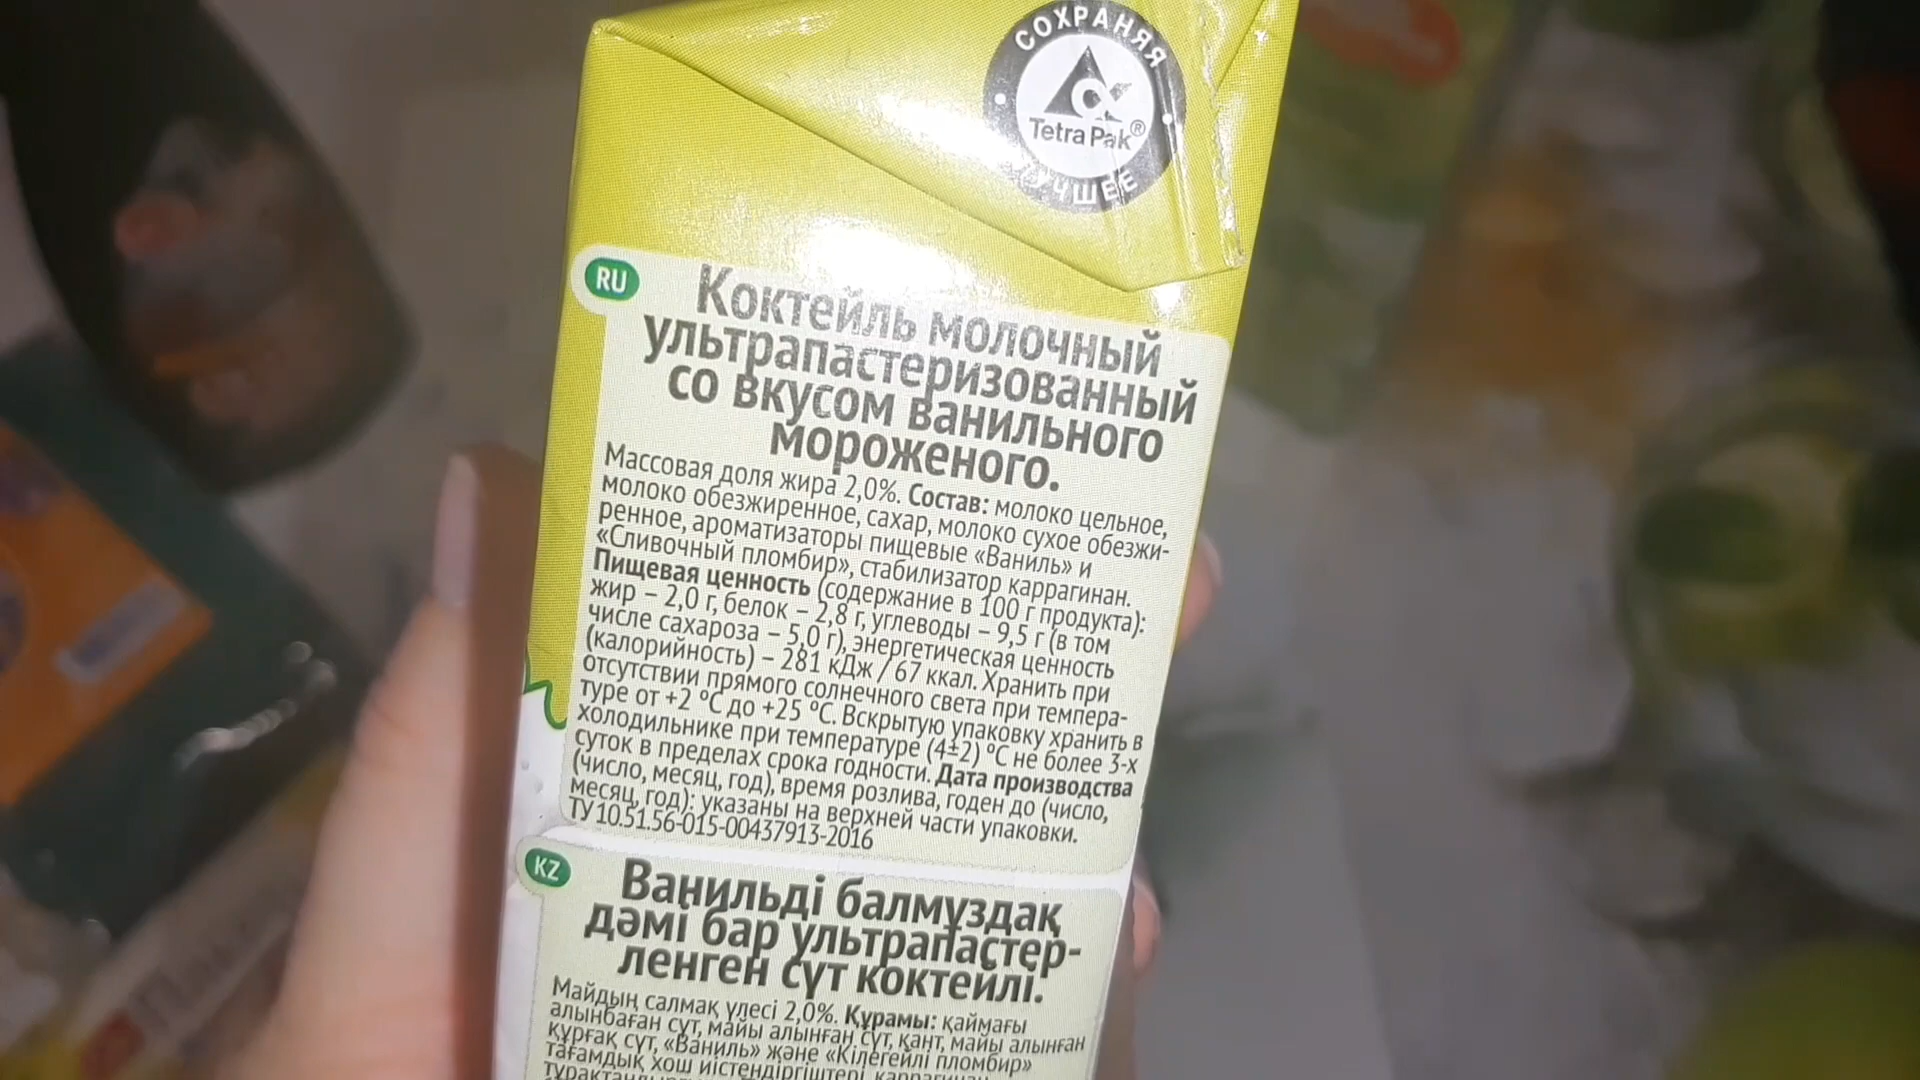 СОХРАНЯЯ
Tetra Pak®
ЛУЧШЕЕ
RU
Коктейль молочный
ультрапастеризованный
со вкусом ванильного
мороженого.
Массовая доля жира 2,0%. Состав: молоко цельное,
молоко обезжиренное, сахар, молоко сухое обезжи-
ренное, ароматизаторы пищевые «Ваниль» и
«Сливочный пломбир», стабилизатор каррагинан.
Пищевая ценность (содержание в 100 г продукта):
жир – 2,0 г, белок – 2,8 г, углеводы – 9,5 г (в том
числе сахароза – 5,0 г), энергетическая ценность
(калорийность) – 281 кДж / 67 ккал. Хранить при
отсутствии прямого солнечного света при темпера-
туре от +2 °C до +25 °C. Вскрытую упаковку хранить в
холодильнике при температуре (4±2) °C не более 3-х
суток в пределах срока годности. Дата производства
(число, месяц, год), время розлива, годен до (число,
месяц, год): указаны на верхней части упаковки.
ТУ 10.51.56-015-00437913-2016
KZ
Ванильді балмұздақ
дәмі бар ультрапастер-
ленген сүт коктейлі.
Майдың салмақ үлесі 2,0%. Құрамы: қаймағы
алынбаған сүт, майы алынған сүт, қант, майы алынған
құрғақ сүт, «Ваниль» және «Кілегейлі пломбир»
тағамдық хош иістендіргіштері, каррагинан